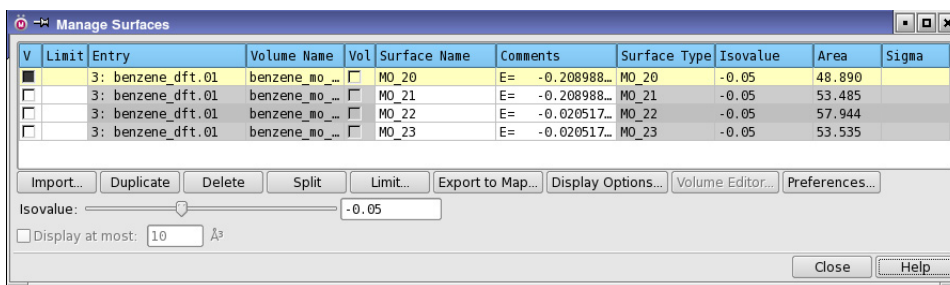 Manage Surfaces
V Limit Entry Volume Name Vol Surface Name Comments Surface Type Isovalue Area Sigma
3: benzene_dft.01 benzene_mo_… MO_20 E= -0.208988… MO_20 -0.05 48.890
3: benzene_dft.01 benzene_mo_… MO_21 E= -0.208988… MO_21 -0.05 53.485
3: benzene_dft.01 benzene_mo_… MO_22 E= -0.020517… MO_22 -0.05 57.944
3: benzene_dft.01 benzene_mo_… MO_23 E= -0.020517… MO_23 -0.05 53.535
Import... Duplicate Delete Split Limit... Export to Map... Display Options... Volume Editor... Preferences...
Isovalue: -0.05
Display at most: 10 Å³
Close Help